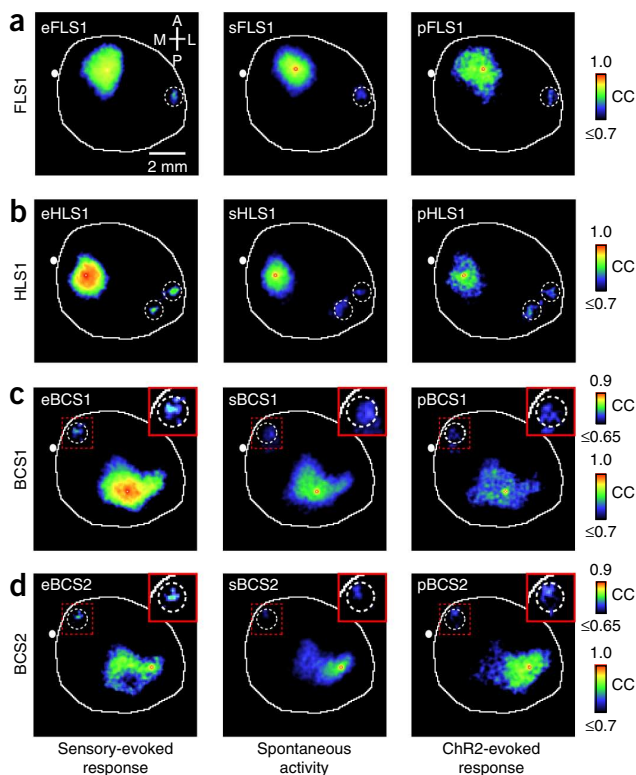 a
eFLS1
A
M L
P
2 mm
sFLS1
pFLS1
FLS1
1.0
CC
≤0.7
b
eHLS1
sHLS1
pHLS1
HLS1
1.0
CC
≤0.7
c
eBCS1
sBCS1
pBCS1
BCS1
0.9
CC
≤0.65
1.0
CC
≤0.7
d
eBCS2
sBCS2
pBCS2
BCS2
0.9
CC
≤0.65
1.0
CC
≤0.7
Sensory-evoked
response
Spontaneous
activity
ChR2-evoked
response